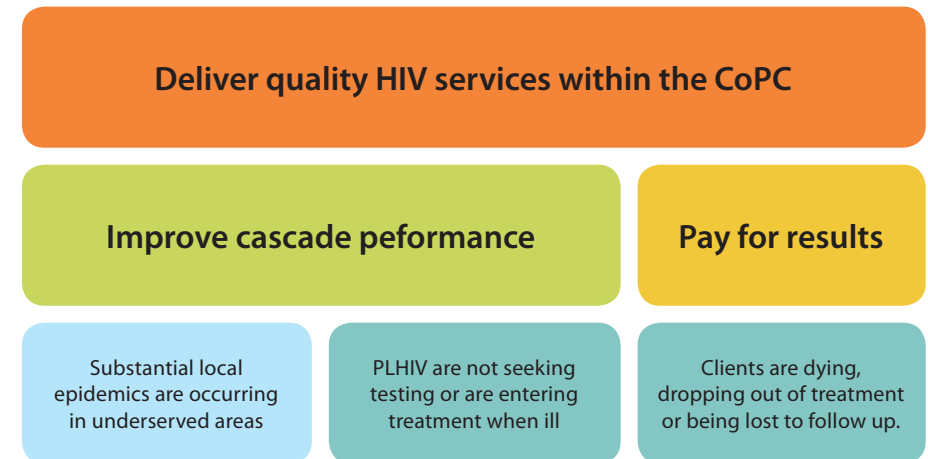 Deliver quality HIV services within the CoPC
Improve cascade peformance
Pay for results
Substantial local
epidemics are occurring
in underserved areas
PLHIV are not seeking
testing or are entering
treatment when ill
Clients are dying,
dropping out of treatment
or being lost to follow up.